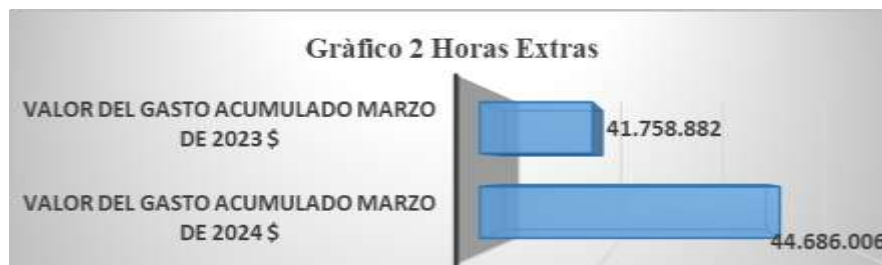 Gràfico 2 Horas Extras
VALOR DEL GASTO ACUMULADO MARZO
DE 2023 $
41.758.882
VALOR DEL GASTO ACUMULADO MARZO
DE 2024 $
44.686.006